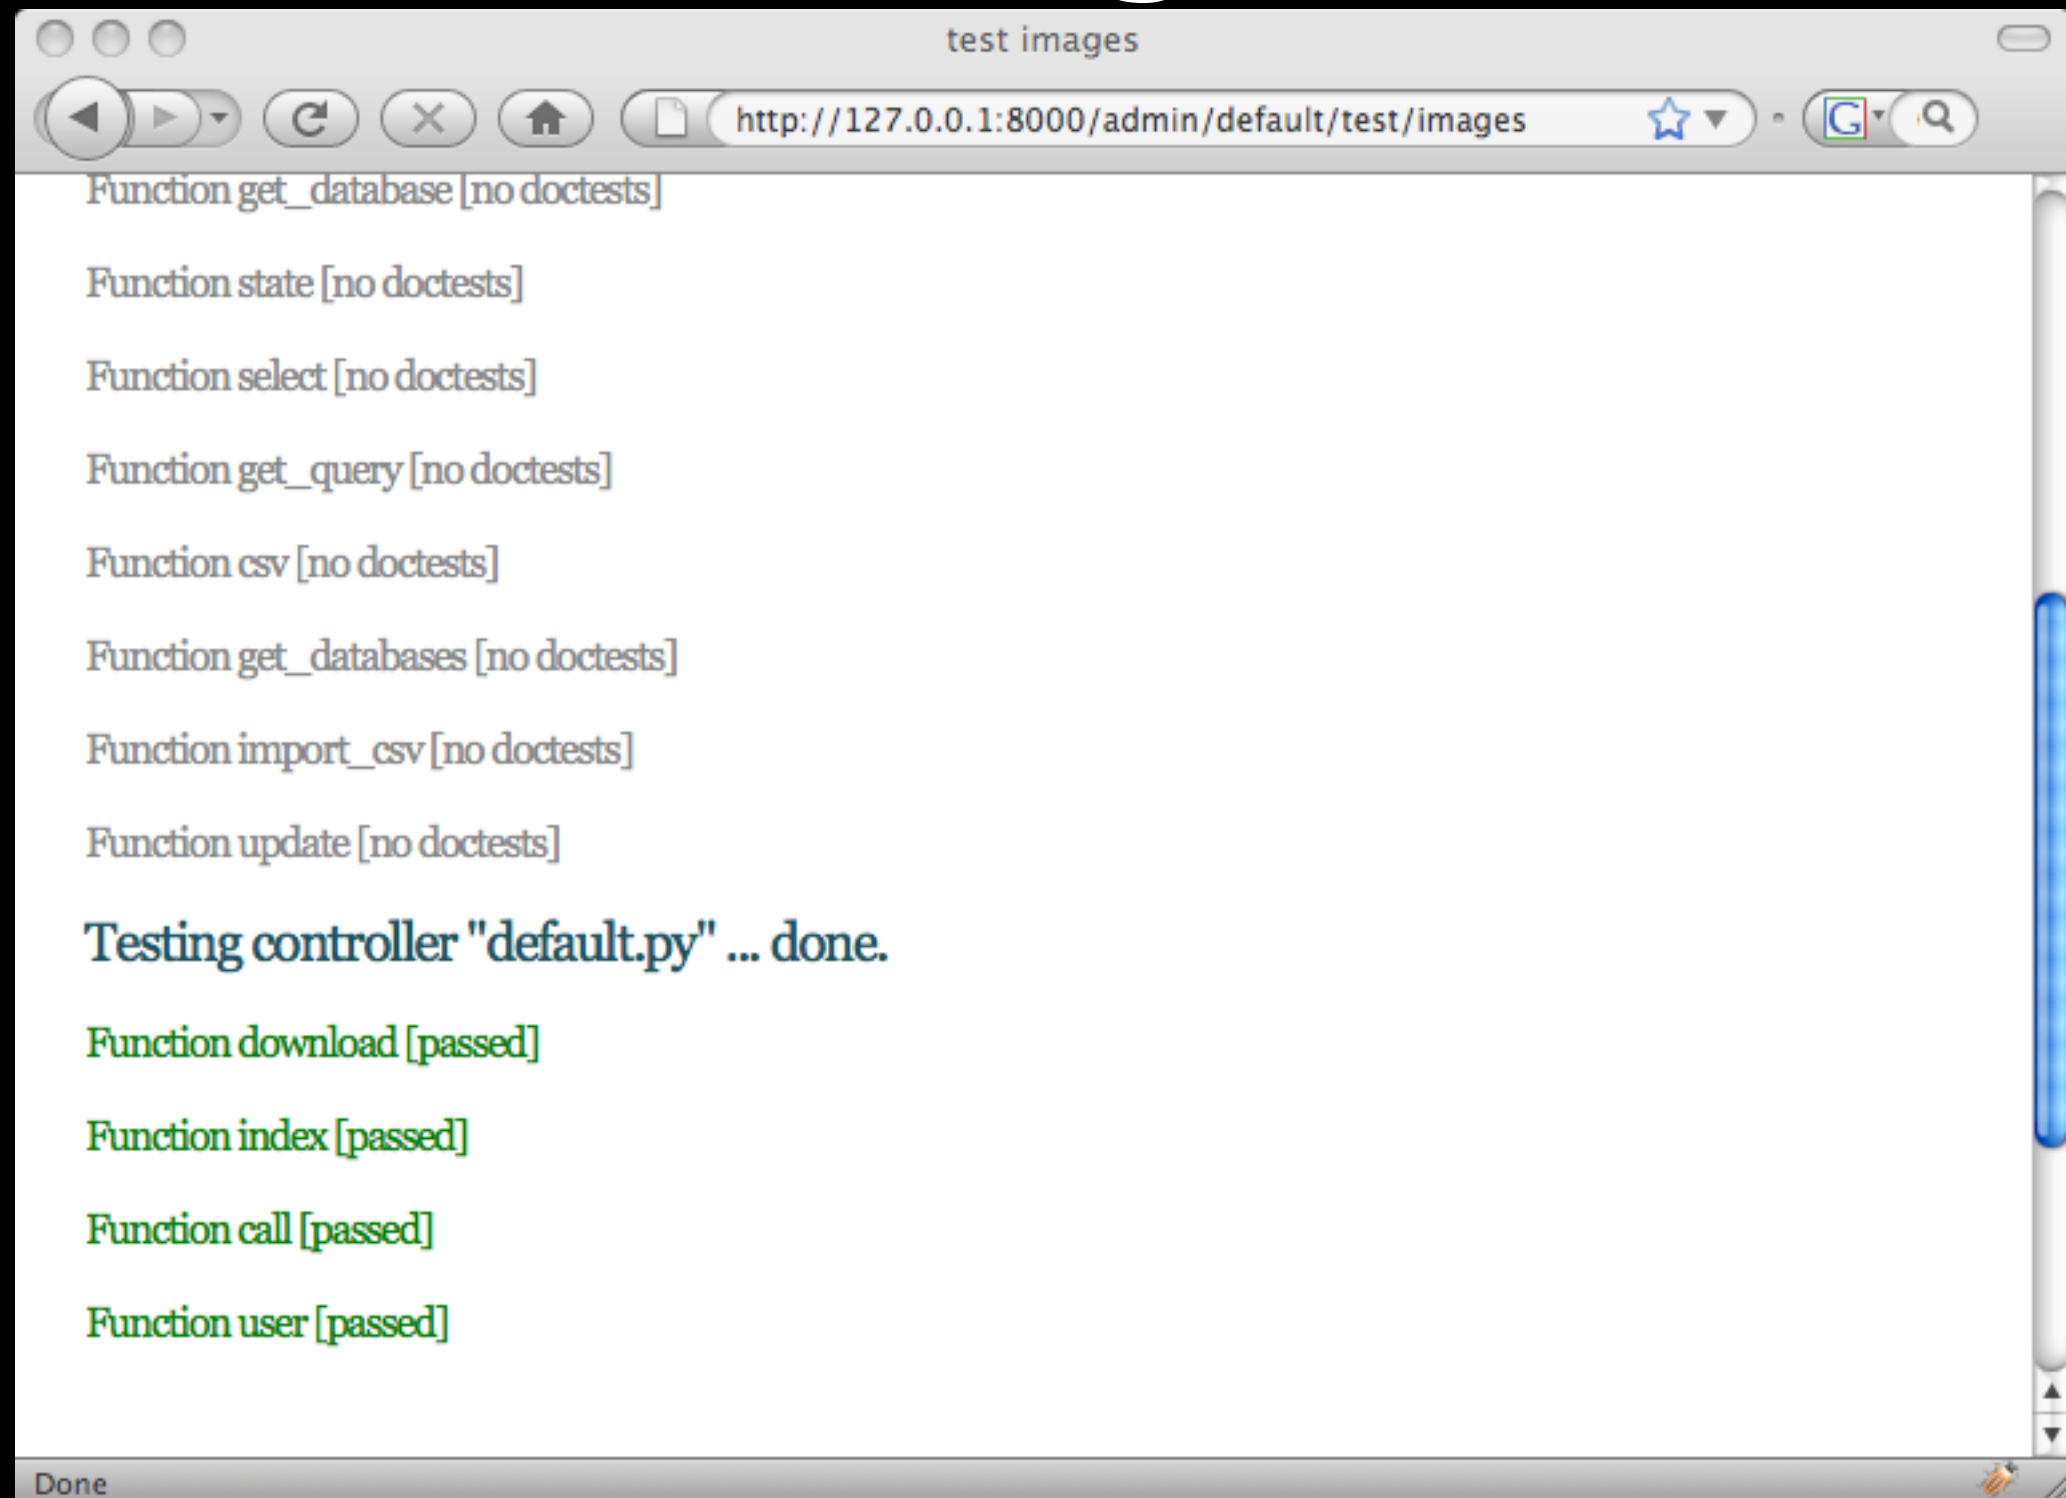 test images
http://127.0.0.1:8000/admin/default/test/images
G
Function get_database [no doctests]
Function state [no doctests]
Function select [no doctests]
Function get_query [no doctests]
Function csv [no doctests]
Function get_databases [no doctests]
Function import_csv [no doctests]
Function update [no doctests]
Testing controller "default.py" ... done.
Function download [passed]
Function index [passed]
Function call [passed]
Function user [passed]
Done